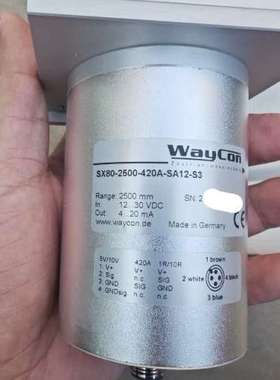 WayCon
SX80-2500-420A-SA12-S3
Range: 2500 mm
SN: 2
In: 12...30 VDC
Out: 4...20 mA
www.waycon.de
Made in Germany
CE
5V/10V 420A 1R/10R
1. V+ V+ V+
2. Sig Sig
3. GND n.c. GND
4. GNDsig. n.c.
1 brown
2 white
4 black
3 blue